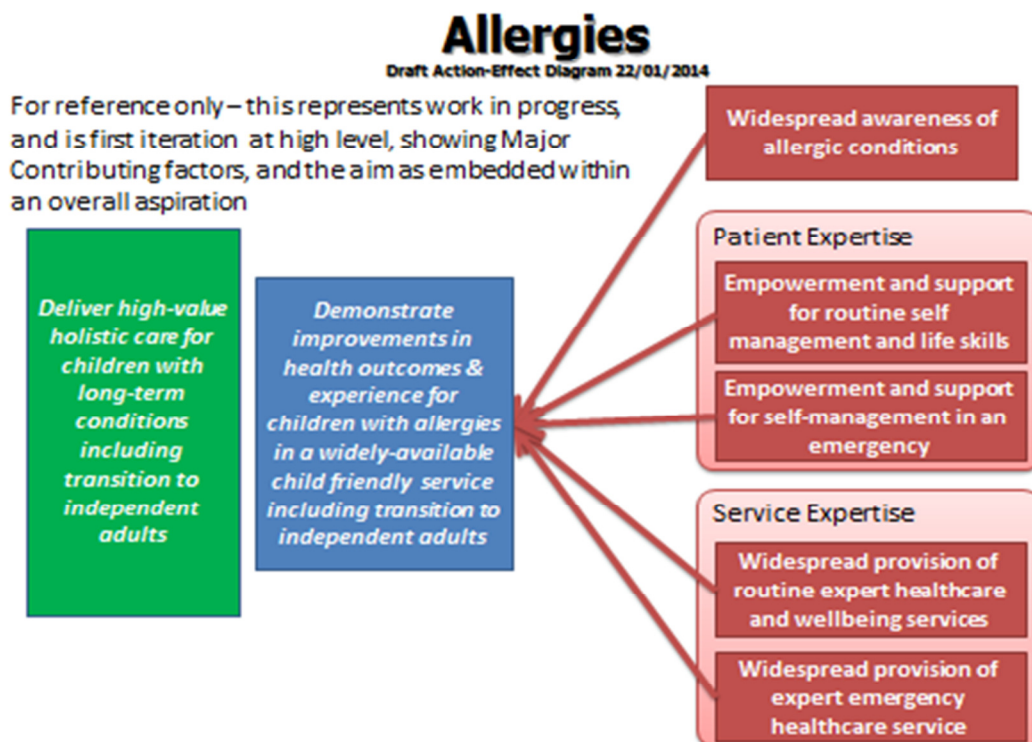 Allergies
Draft Action-Effect Diagram 22/01/2014
For reference only – this represents work in progress,
and is first iteration at high level, showing Major
Contributing factors, and the aim as embedded within
an overall aspiration
Deliver high-value
holistic care for
children with
long-term
conditions
including
transition to
independent
adults
Demonstrate
improvements in
health outcomes &
experience for
children with allergies
in a widely-available
child friendly service
including transition to
independent adults
Widespread awareness of
allergic conditions
Patient Expertise
Empowerment and support
for routine self
management and life skills
Empowerment and support
for self-management in an
emergency
Service Expertise
Widespread provision of
routine expert healthcare
and wellbeing services
Widespread provision of
expert emergency
healthcare service